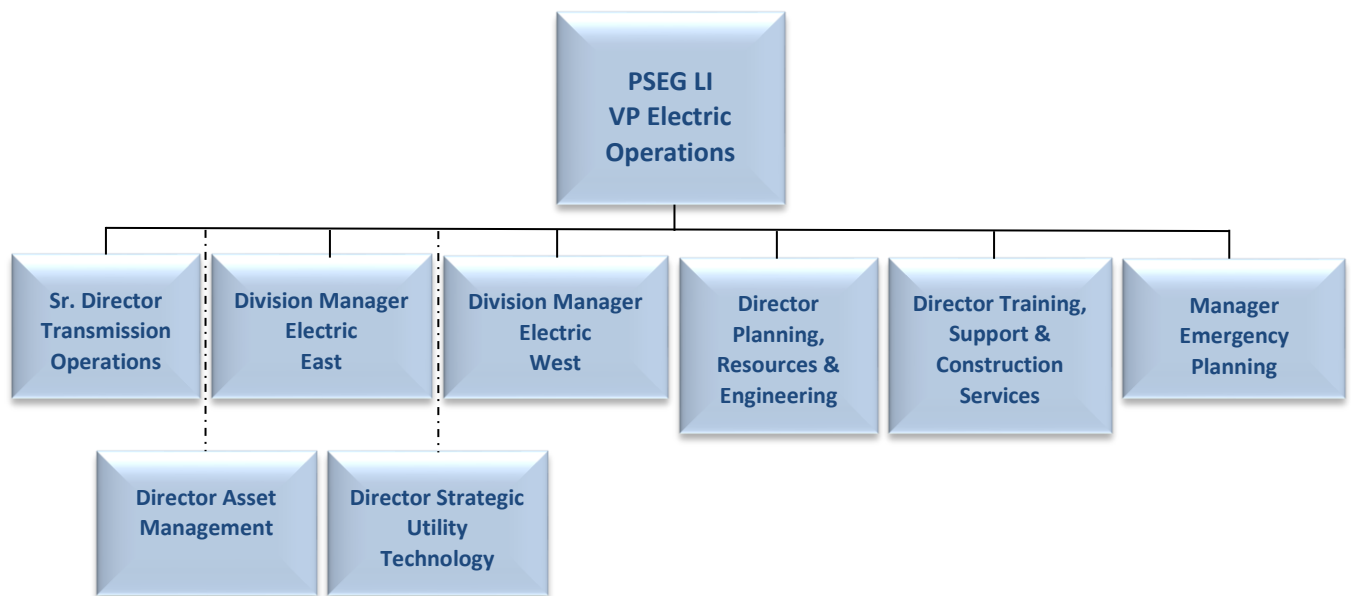 PSEG LI
VP Electric
Operations
Sr. Director
Transmission
Operations
Division Manager
Electric
East
Division Manager
Electric
West
Director
Planning,
Resources &
Engineering
Director Training,
Support &
Construction
Services
Manager
Emergency
Planning
Director Asset
Management
Director Strategic
Utility
Technology